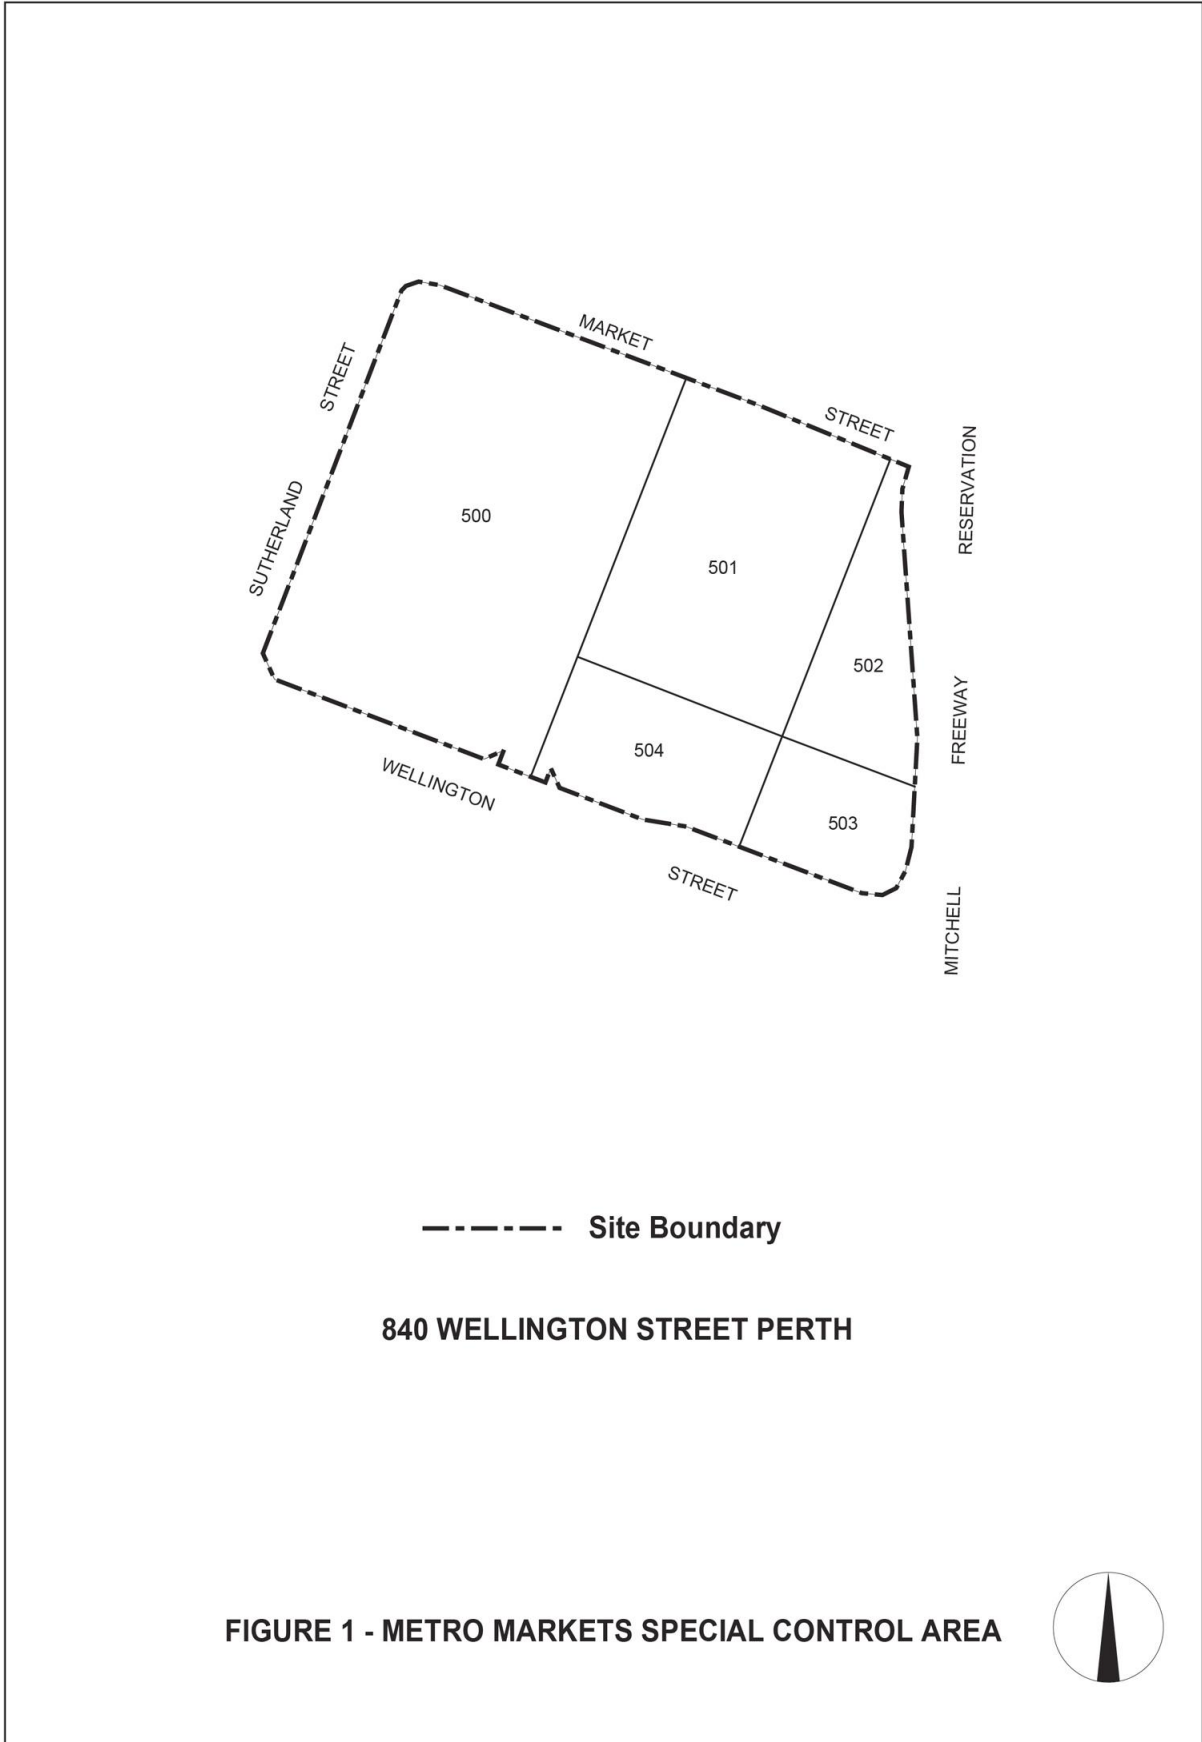 MARKET
STREET
STREET
RESERVATION
SUTHERLAND
500
501
502
FREEWAY
504
WELLINGTON
503
STREET
MITCHELL
Site Boundary
840 WELLINGTON STREET PERTH
FIGURE 1 - METRO MARKETS SPECIAL CONTROL AREA